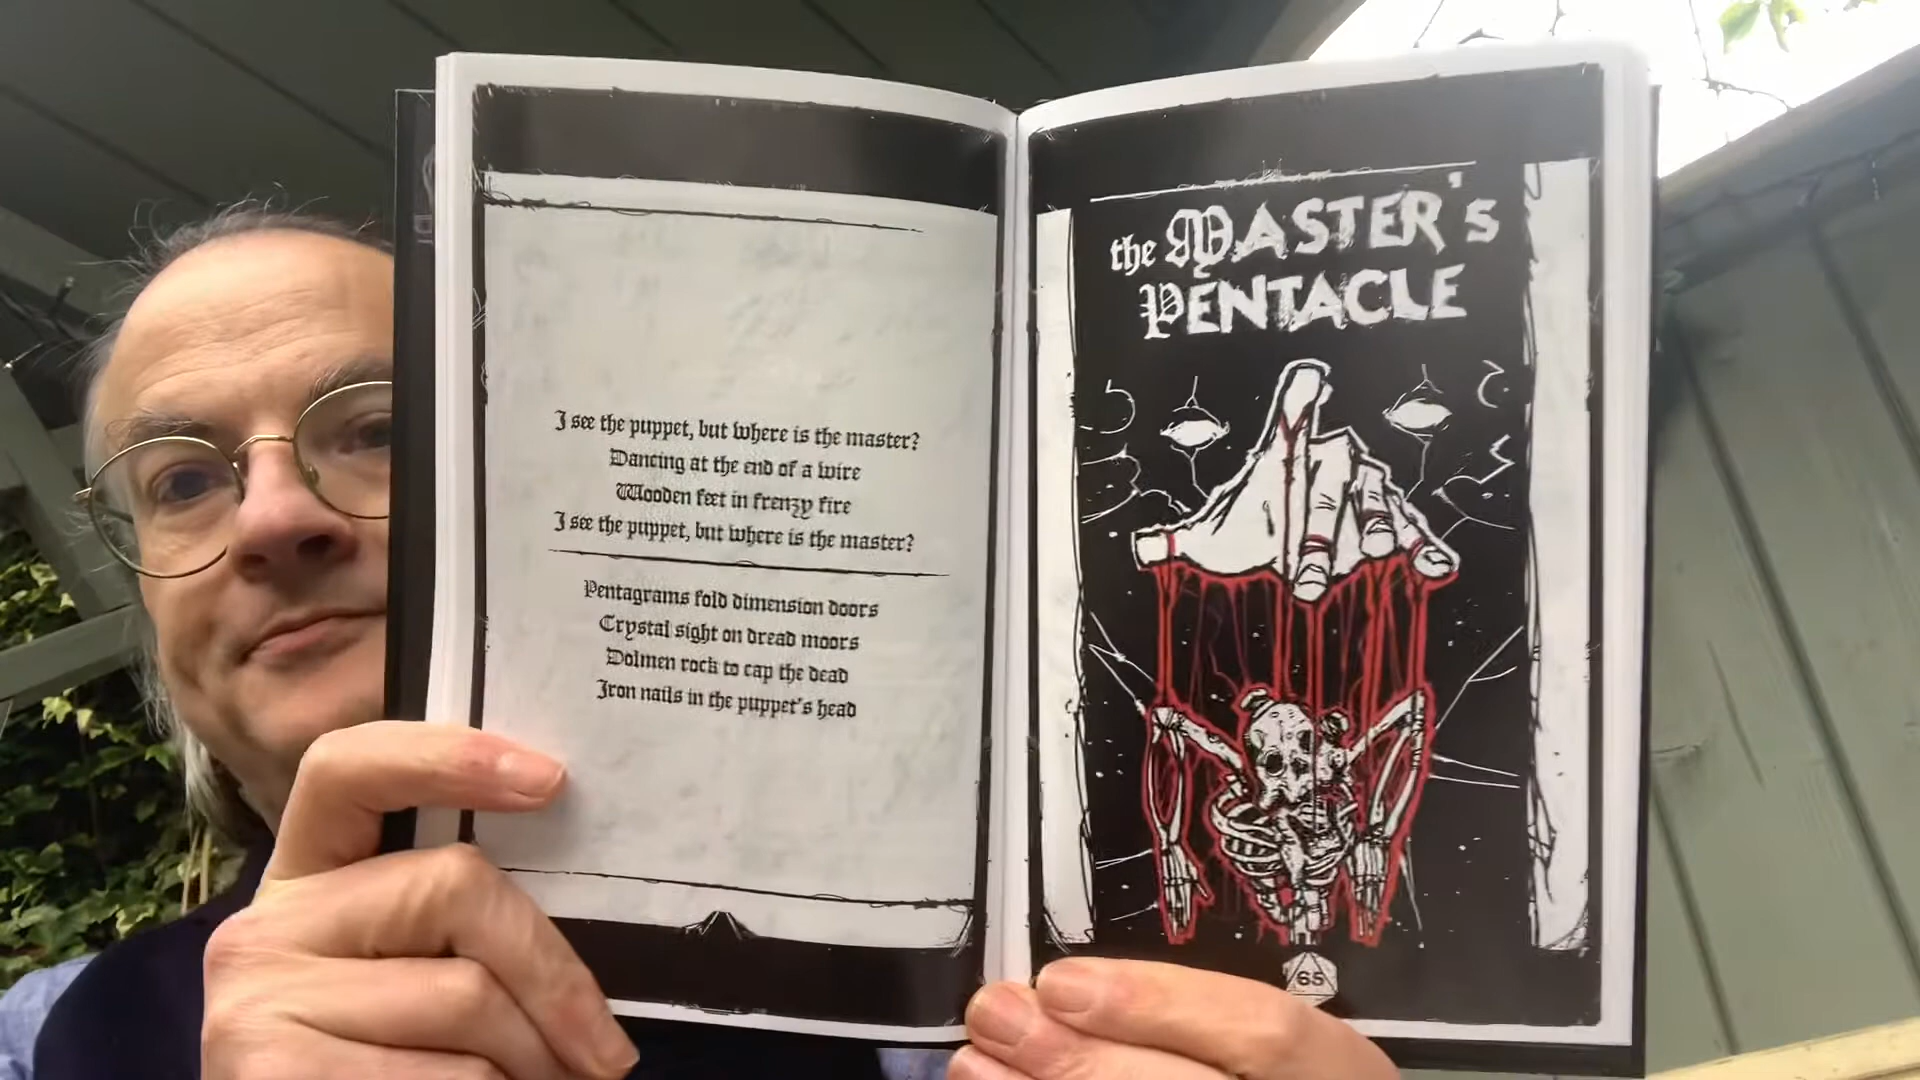 I see the puppet, but where is the master?
Dancing at the end of a wire
Wooden feet in frenzy fire
I see the puppet, but where is the master?
Pentagrams fold dimension doors
Crystal sight on dread moors
Dolmen rock to cap the dead
Iron nails in the puppet's head
the MASTER's
PENTACLE
65